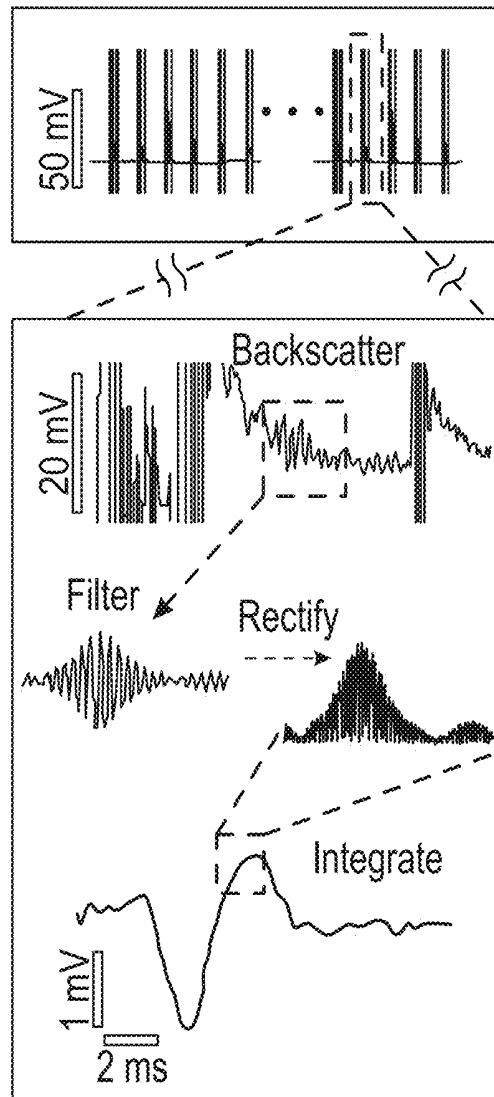 50 mV
Backscatter
20 mV
Filter
Rectify
Integrate
1 mV
2 ms